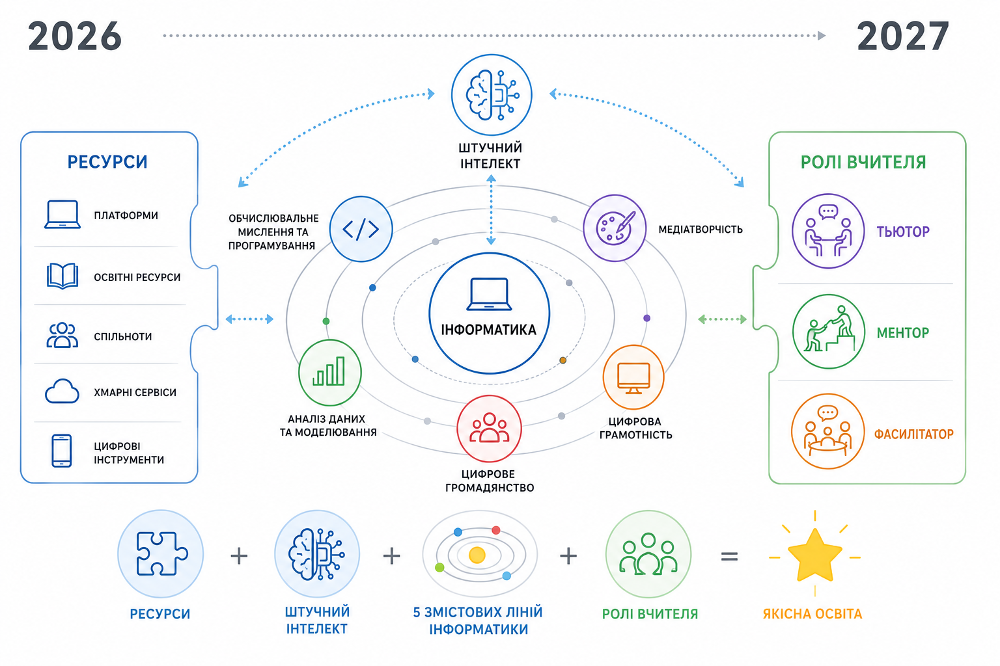 2026
2027
ШТУЧНИЙ
ІНТЕЛЕКТ
РЕСУРСИ
ПЛАТФОРМИ
ОСВІТНІ РЕСУРСИ
СПІЛЬНОТИ
ХМАРНІ СЕРВІСИ
ЦИФРОВІ
ІНСТРУМЕНТИ
ОБЧИСЛЮВАЛЬНЕ
МИСЛЕННЯ ТА
ПРОГРАМУВАННЯ
МЕДІАТВОРЧІСТЬ
ІНФОРМАТИКА
АНАЛІЗ ДАНИХ
ТА МОДЕЛЮВАННЯ
ЦИФРОВА
ГРАМОТНІСТЬ
ЦИФРОВЕ
ГРОМАДЯНСТВО
РОЛІ ВЧИТЕЛЯ
ТЬЮТОР
МЕНТОР
ФАСИЛІТАТОР
+
+
+
=
РЕСУРСИ
ШТУЧНИЙ
ІНТЕЛЕКТ
5 ЗМІСТОВИХ ЛІНІЙ
ІНФОРМАТИКИ
РОЛІ ВЧИТЕЛЯ
ЯКІСНА ОСВІТА